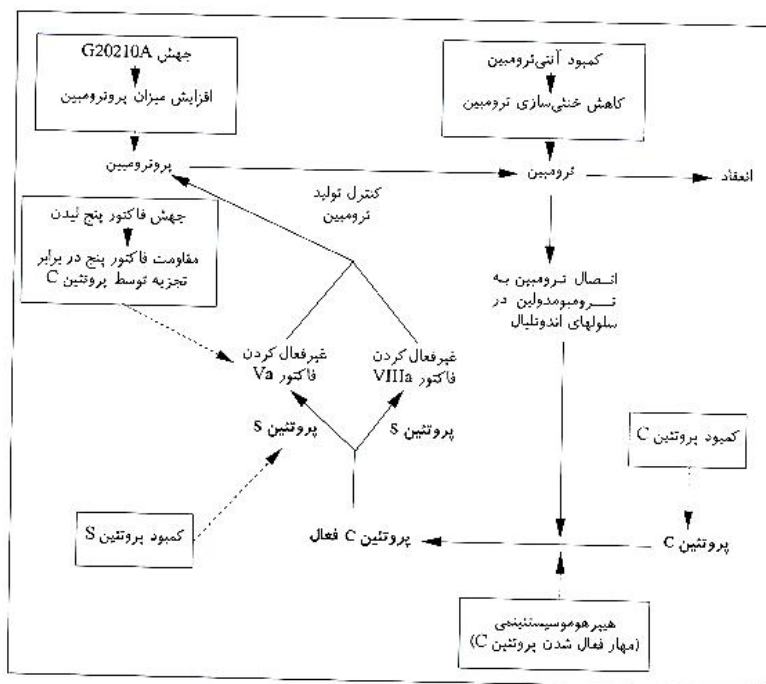 جهش G20210A
افزایش میزان پروترومبین
کمبود آنتی‌ترومبین
کاهش خنثی‌سازی ترومبین
پروترومبین
ترومبین
انعقاد
کنترل تولید
ترومبین
جهش فاکتور پنج لیدن
مقاومت فاکتور پنج در برابر
تجزیه توسط پروتئین C
اتصال ترومبین به
ترومبومدولین در
سلولهای اندوتلیال
غیرفعال کردن
فاکتور Va
غیرفعال کردن
فاکتور VIIIa
پروتئین S
پروتئین S
کمبود پروتئین C
کمبود پروتئین S
پروتئین C فعال
پروتئین C
هیپرهوموسیستئینمی
(مهار فعال شدن پروتئین C)